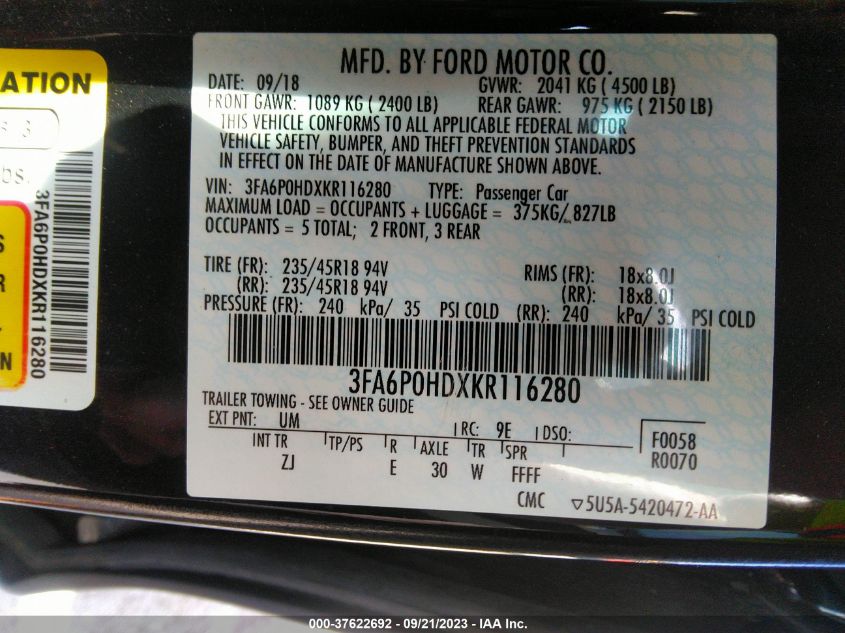 MFD. BY FORD MOTOR CO.
DATE: 09/18 GVWR: 2041 KG ( 4500 LB)
FRONT GAWR: 1089 KG ( 2400 LB) REAR GAWR: 975 KG ( 2150 LB)
THIS VEHICLE CONFORMS TO ALL APPLICABLE FEDERAL MOTOR
VEHICLE SAFETY, BUMPER, AND THEFT PREVENTION STANDARDS
IN EFFECT ON THE DATE OF MANUFACTURE SHOWN ABOVE.
VIN: 3FA6P0HDXKR116280 TYPE: Passenger Car
MAXIMUM LOAD = OCCUPANTS + LUGGAGE = 375KG/ 827LB
OCCUPANTS = 5 TOTAL; 2 FRONT, 3 REAR
TIRE (FR): 235/45R18 94V RIMS (FR): 18x8.0J
(RR): 235/45R18 94V (RR): 18x8.0J
PRESSURE (FR): 240 kPa/ 35 PSI COLD (RR): 240 kPa/ 35 PSI COLD
3FA6P0HDXKR116280
TRAILER TOWING - SEE OWNER GUIDE
EXT PNT: UM RC: 9E DSO: F0058
INT TR TP/PS R AXLE TR SPR R0070
ZJ E 30 W FFFF
CMC ▽5U5A-5420472-AA
ATION
3
bs.
3FA6P0HDXKR116280
S
R
N
000-37622692 - 09/21/2023 - IAA Inc.